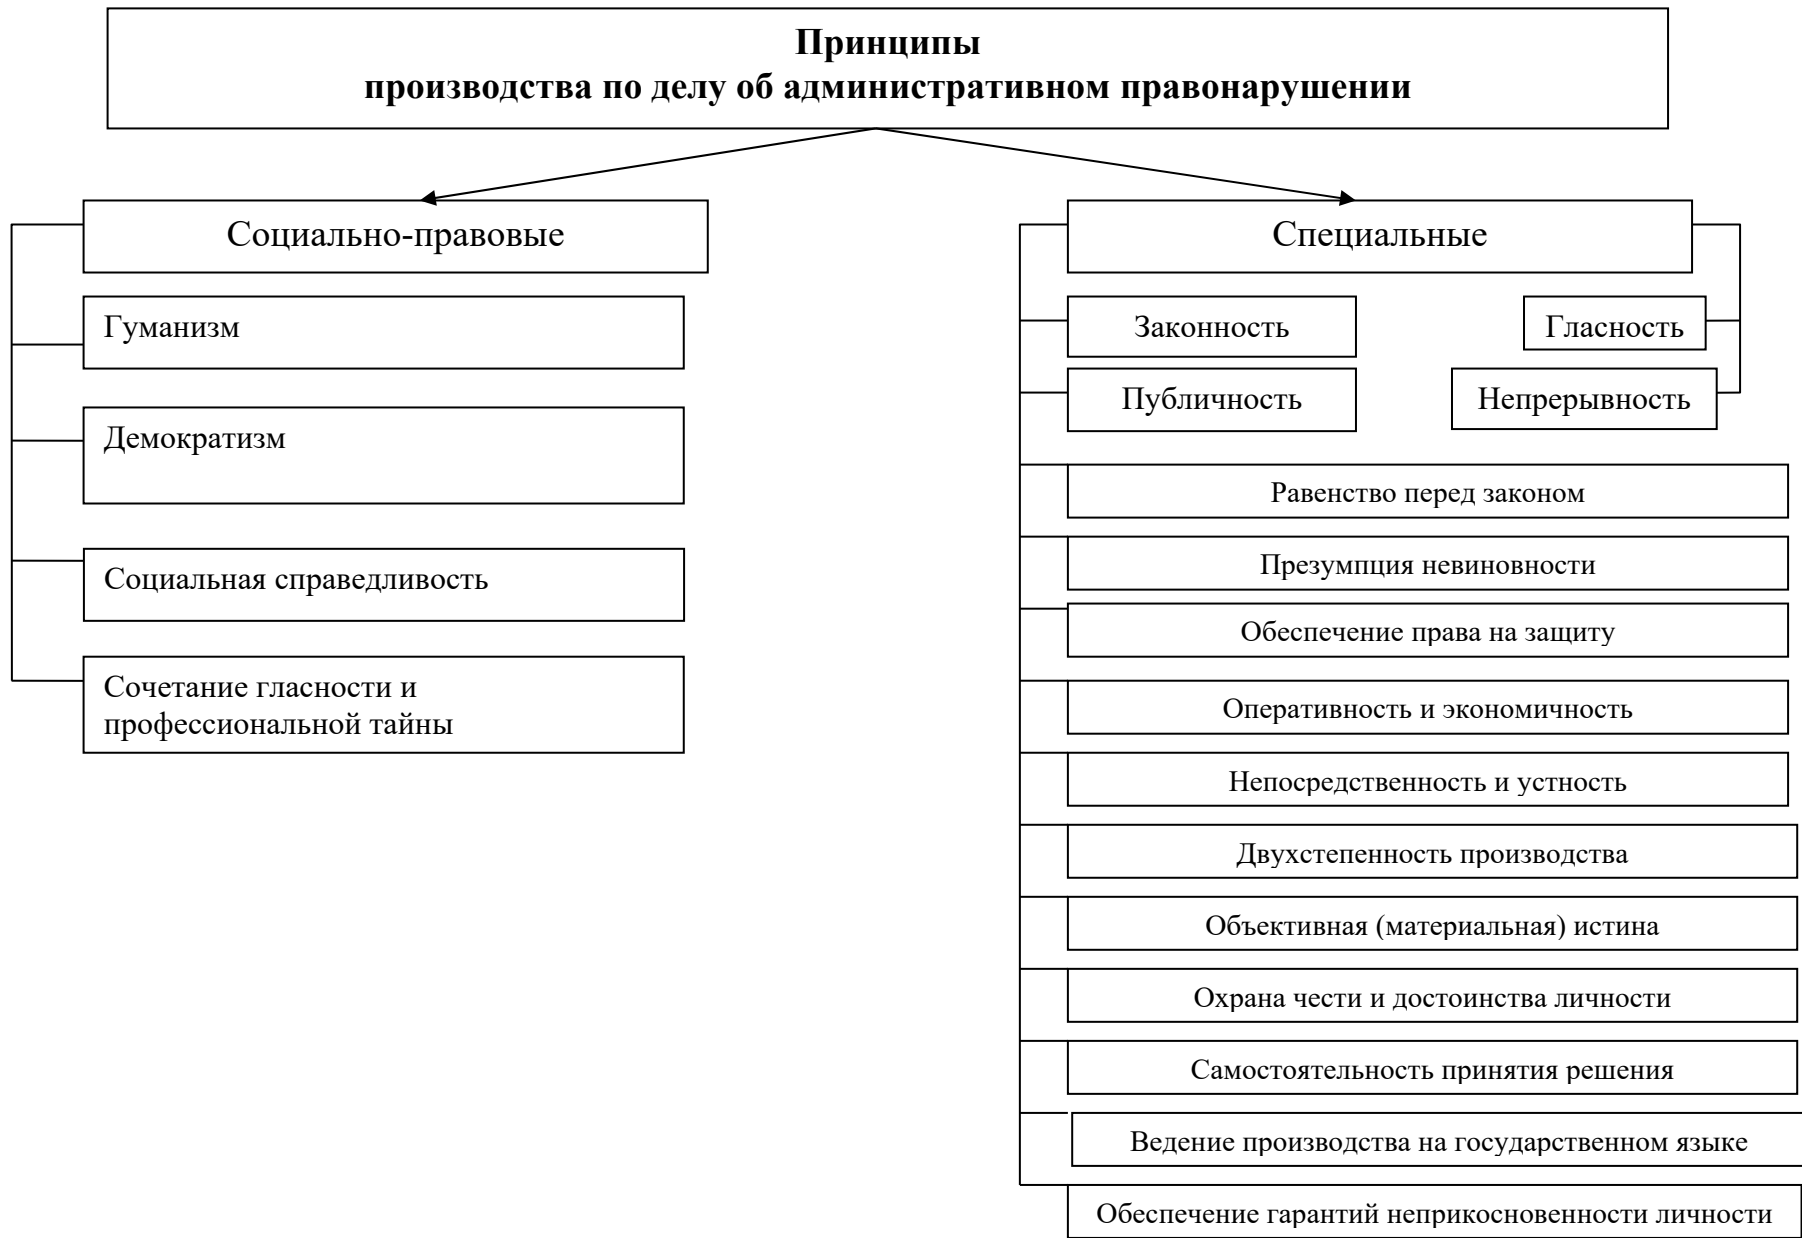 Принципы
производства по делу об административном правонарушении
Социально-правовые
Гуманизм
Демократизм
Социальная справедливость
Сочетание гласности и
профессиональной тайны
Специальные
Законность
Гласность
Публичность
Непрерывность
Равенство перед законом
Презумпция невиновности
Обеспечение права на защиту
Оперативность и экономичность
Непосредственность и устность
Двухстепенность производства
Объективная (материальная) истина
Охрана чести и достоинства личности
Самостоятельность принятия решения
Ведение производства на государственном языке
Обеспечение гарантий неприкосновенности личности